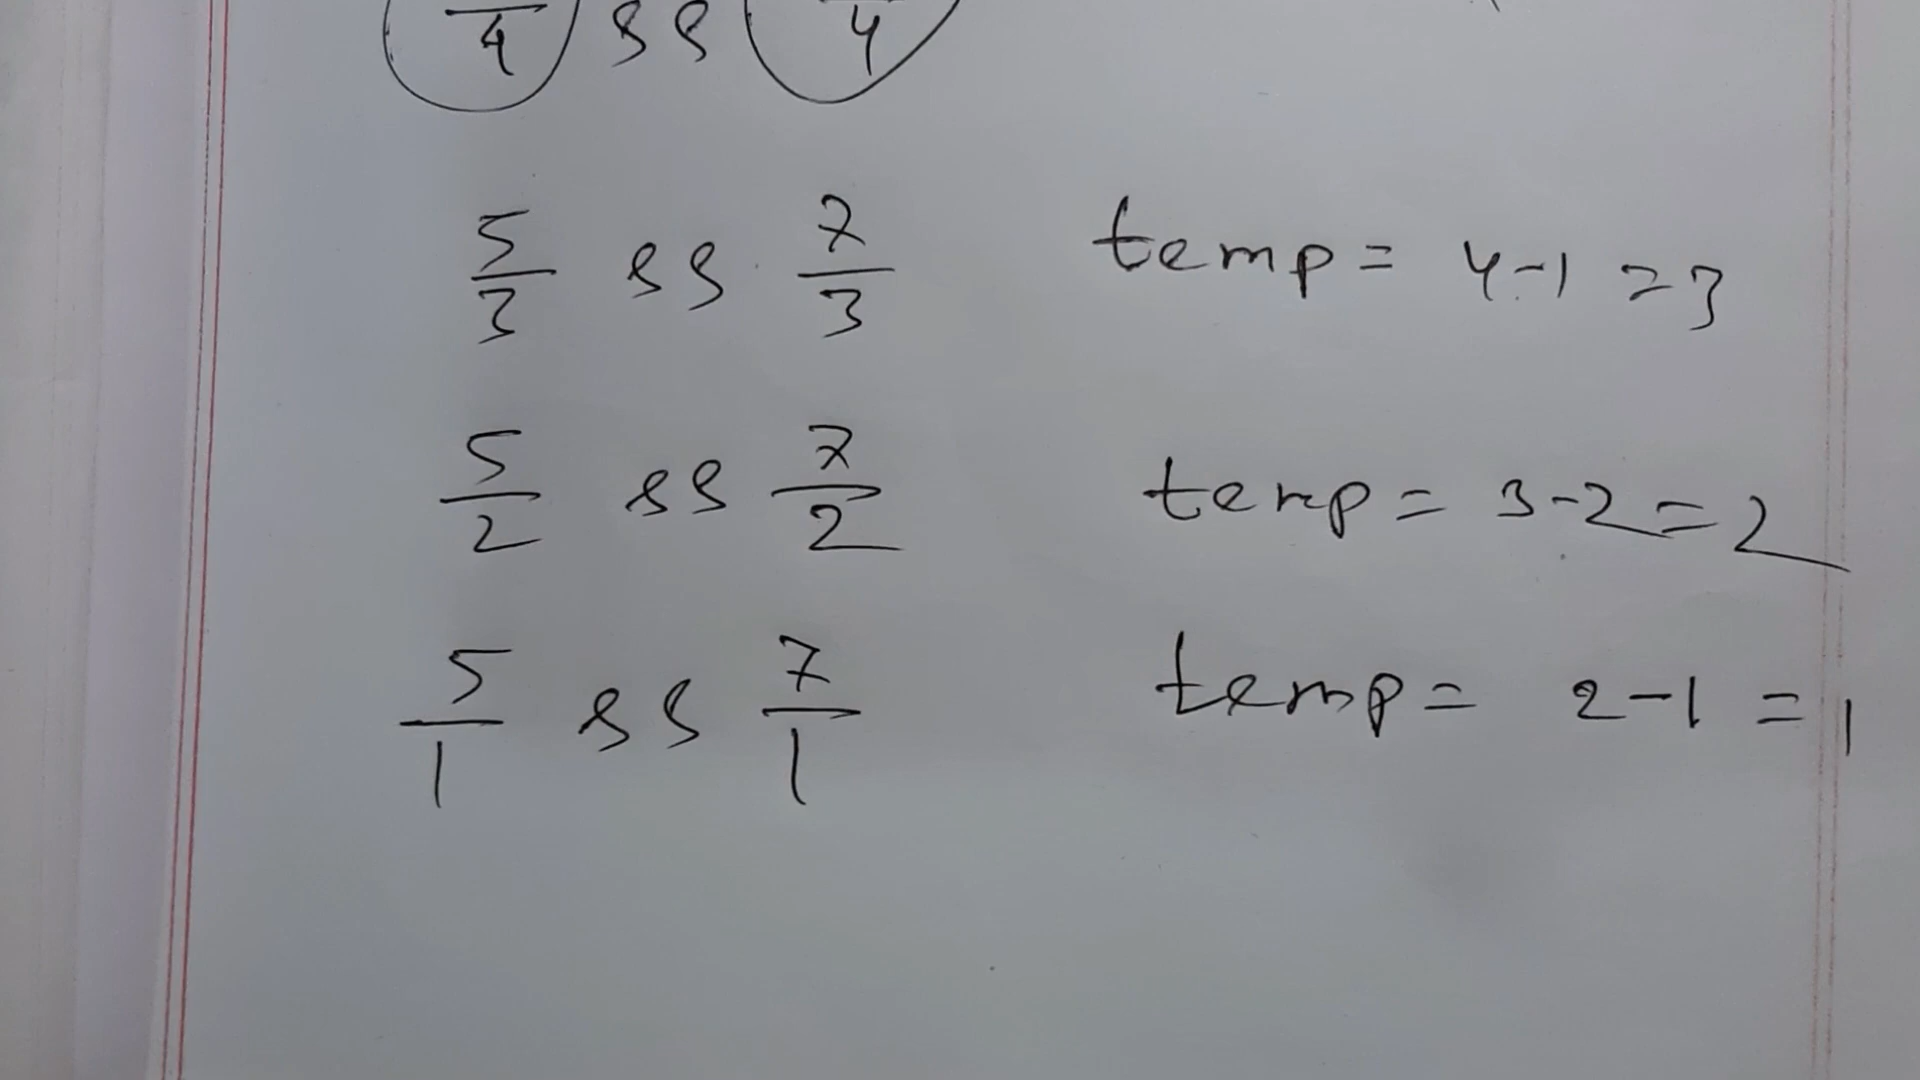 4 && 4
5/3 && 7/3 temp = 4-1 = 3
5/2 && 7/2 temp = 3-2 = 2
5/1 && 7/1 temp = 2-1 = 1